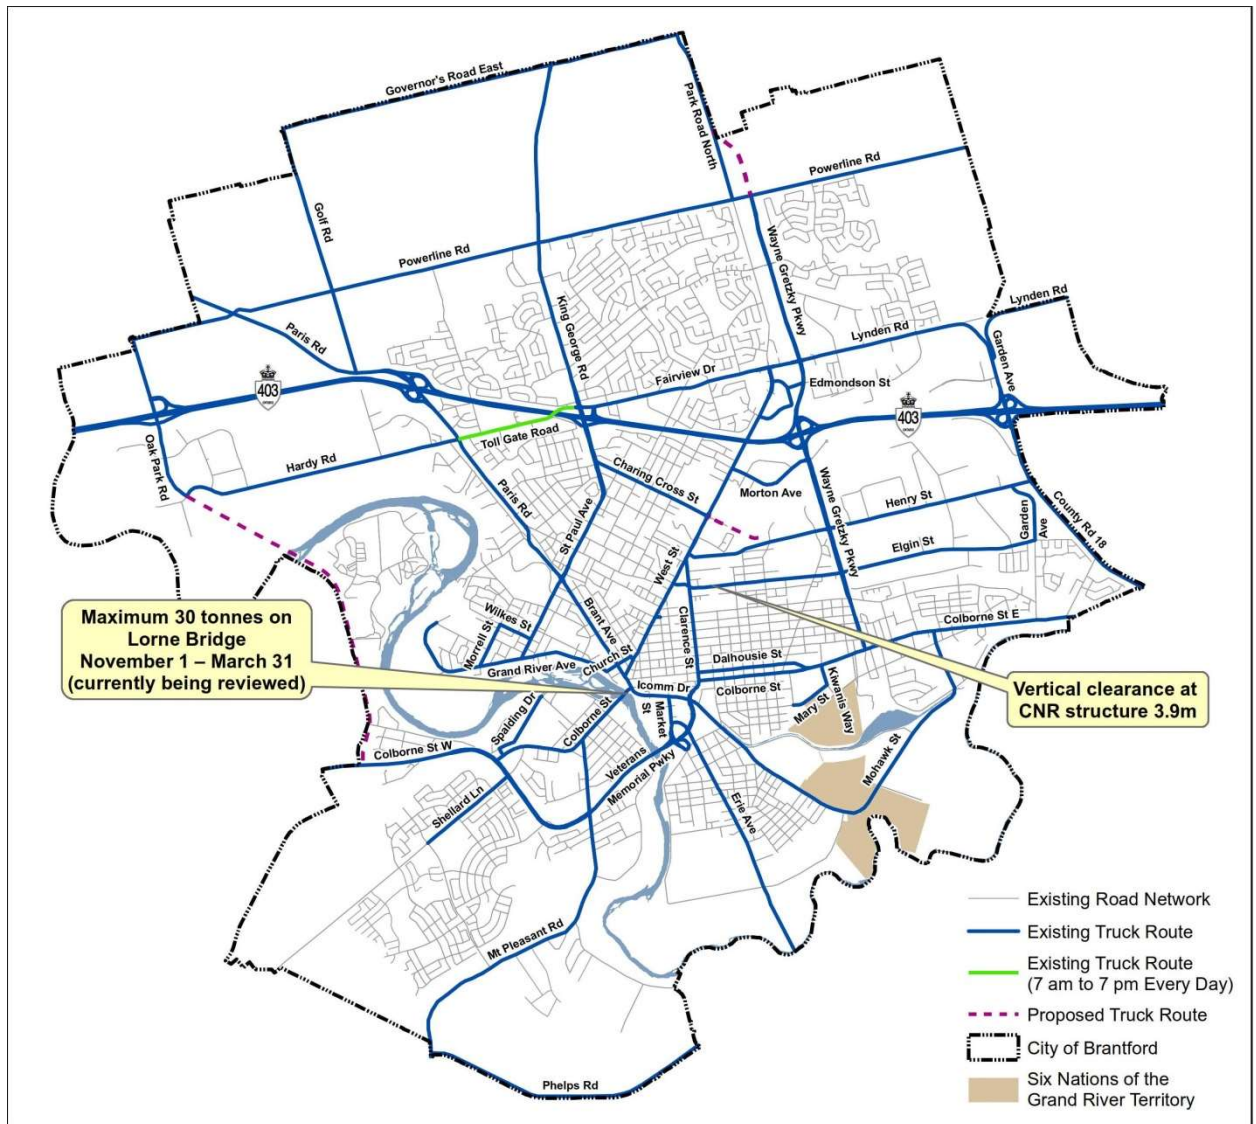 Governor's Road East
Park Road North
Powerline Rd
Golf Rd
Powerline Rd
Wayne Gretzky Pkwy
Lynden Rd
Paris Rd
King George Rd
Lynden Rd
Garden Ave
Fairview Dr
Edmondson St
403
403
Oak Park Rd
Toll Gate Road
Hardy Rd
Charing Cross St
Morton Ave
Paris Rd
St Paul Ave
Wayne Gretzky Pkwy
Henry St
Garden
Ave
County Rd 18
Elgin St
West St
Maximum 30 tonnes on
Lorne Bridge
November 1 – March 31
(currently being reviewed)
Wilkes St
Morrell St
Brant Ave
Clarence St
Colborne St E
Grand River Ave
Church St
Dalhousie St
Icomm Dr
Colborne St
Mary St
Kiwanis Way
Vertical clearance at
CNR structure 3.9m
Spalding Dr
Colborne St
Market
St
Colborne St W
Veterans
Memorial Pwky
Mohawk St
Shellard Ln
Erie Ave
Mt Pleasant Rd
Phelps Rd
Existing Road Network
Existing Truck Route
Existing Truck Route
(7 am to 7 pm Every Day)
Proposed Truck Route
City of Brantford
Six Nations of the
Grand River Territory